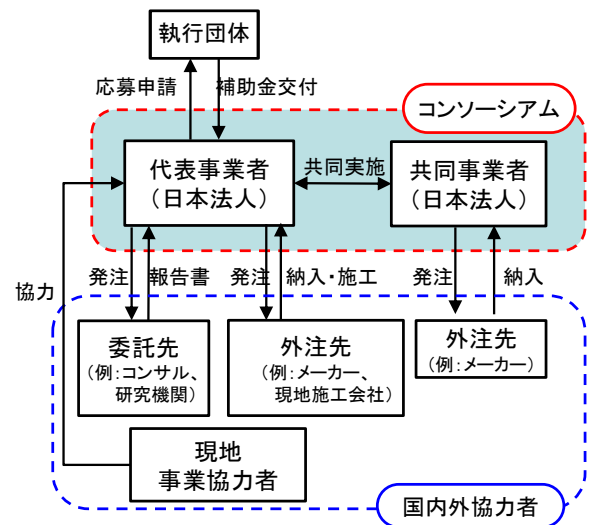 執行団体
応募申請
補助金交付
コンソーシアム
代表事業者
（日本法人）
共同実施
共同事業者
（日本法人）
協力
発注
報告書
発注
納入・施工
発注
納入
委託先
（例：コンサル、
研究機関）
外注先
（例：メーカー、
現地施工会社）
外注先
（例：メーカー）
現地
事業協力者
国内外協力者